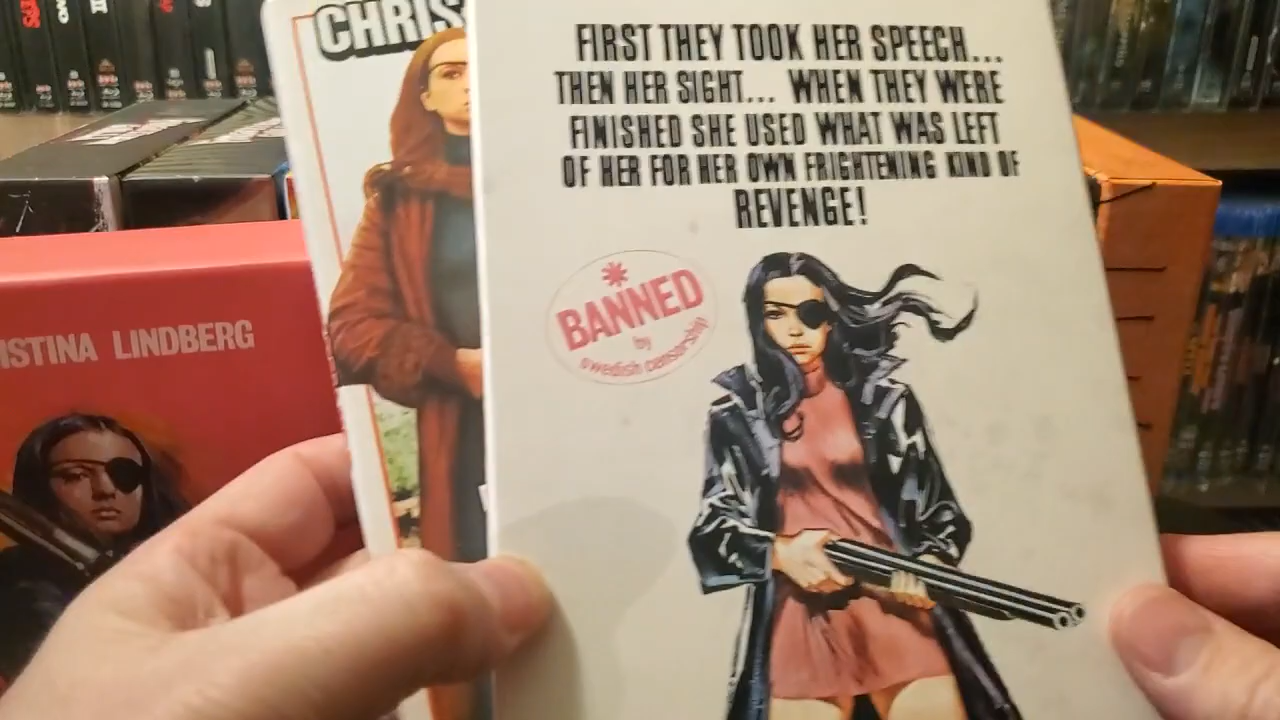 CHRIS
FIRST THEY TOOK HER SPEECH...
THEN HER SIGHT... WHEN THEY WERE
FINISHED SHE USED WHAT WAS LEFT
OF HER FOR HER OWN FRIGHTENING KIND OF
REVENGE!
* BANNED
by
swedish censorship
ISTINA LINDBERG